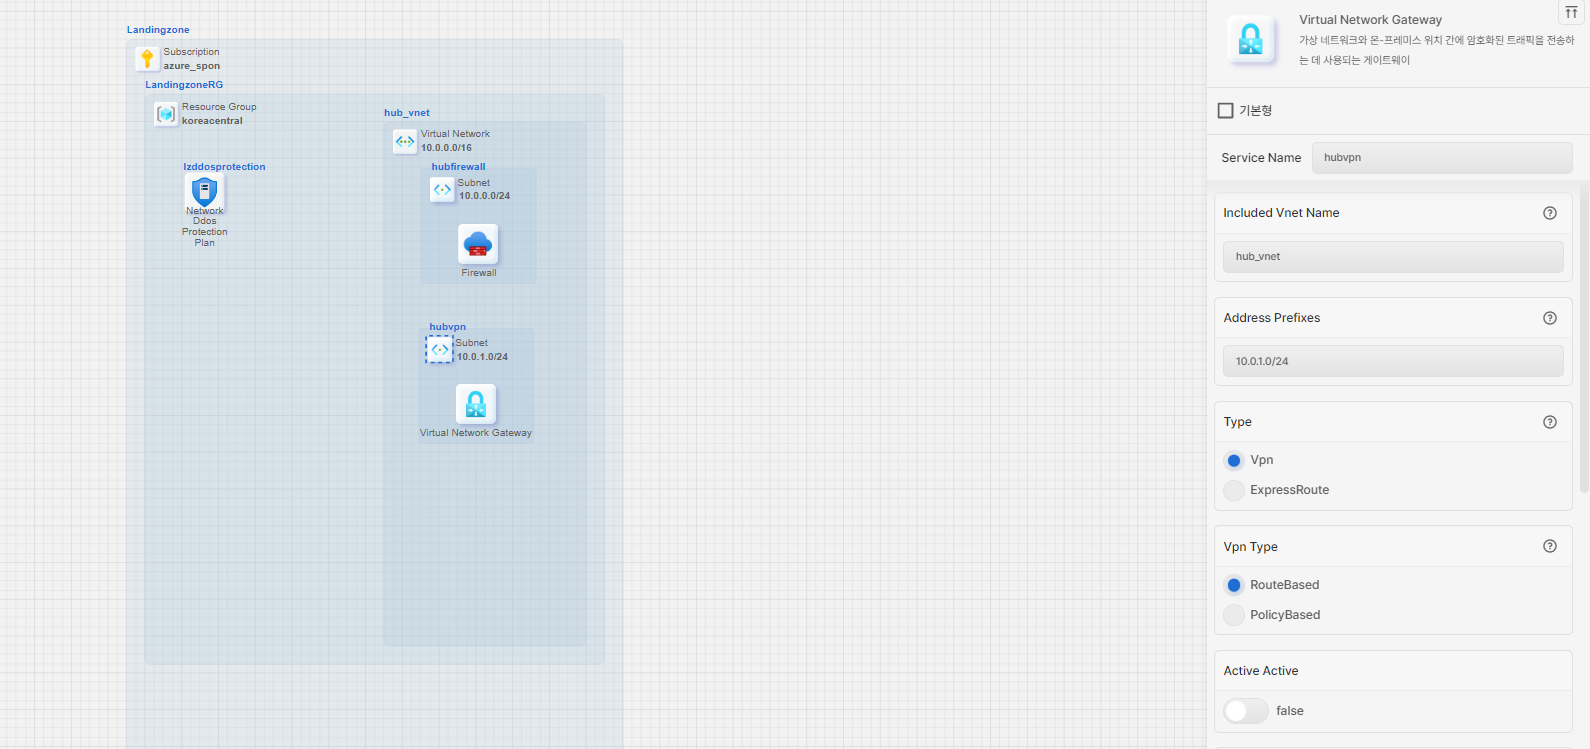 Landingzone
Subscription
azure_spon
LandingzoneRG
Resource Group
koreacentral
hub_vnet
Virtual Network
10.0.0.0/16
lzddosprotection
Network
Ddos
Protection
Plan
hubfirewall
Subnet
10.0.0.0/24
Firewall
hubvpn
Subnet
10.0.1.0/24
Virtual Network Gateway
Virtual Network Gateway
가상 네트워크와 온-프레미스 위치 간에 암호화된 트래픽을 전송하
는 데 사용되는 게이트웨이
기본형
Service Name
hubvpn
Included Vnet Name
hub_vnet
Address Prefixes
10.0.1.0/24
Type
Vpn
ExpressRoute
Vpn Type
RouteBased
PolicyBased
Active Active
false